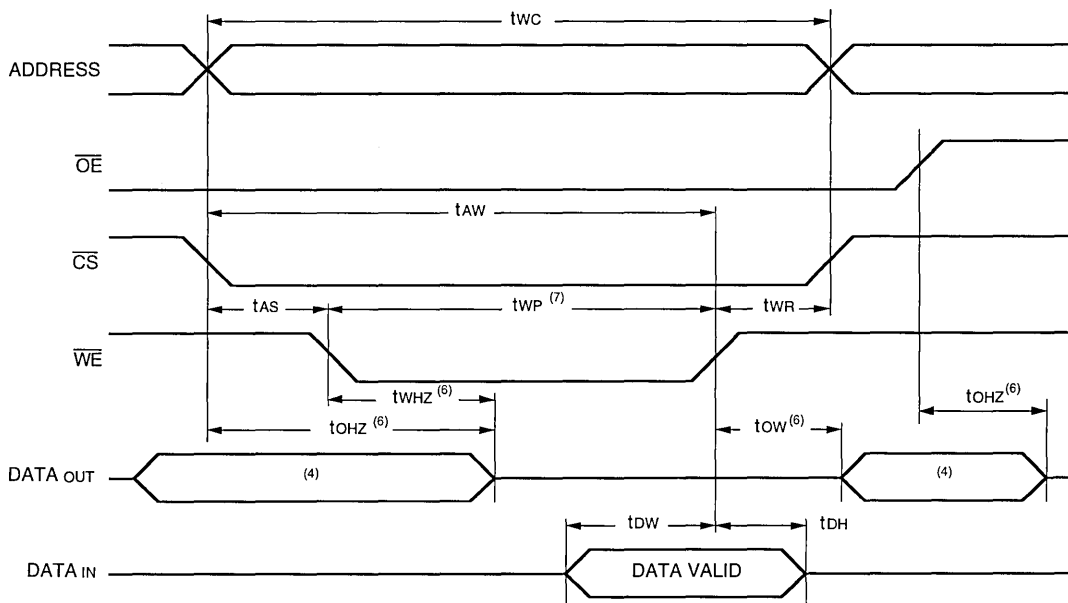 tWC
ADDRESS
OE
tAW
CS
tAS
tWP (7)
tWR
WE
tWHZ (6)
tOHZ (6)
tOHZ (6)
tOW (6)
DATA OUT
(4)
(4)
tDW
tDH
DATA IN
DATA VALID